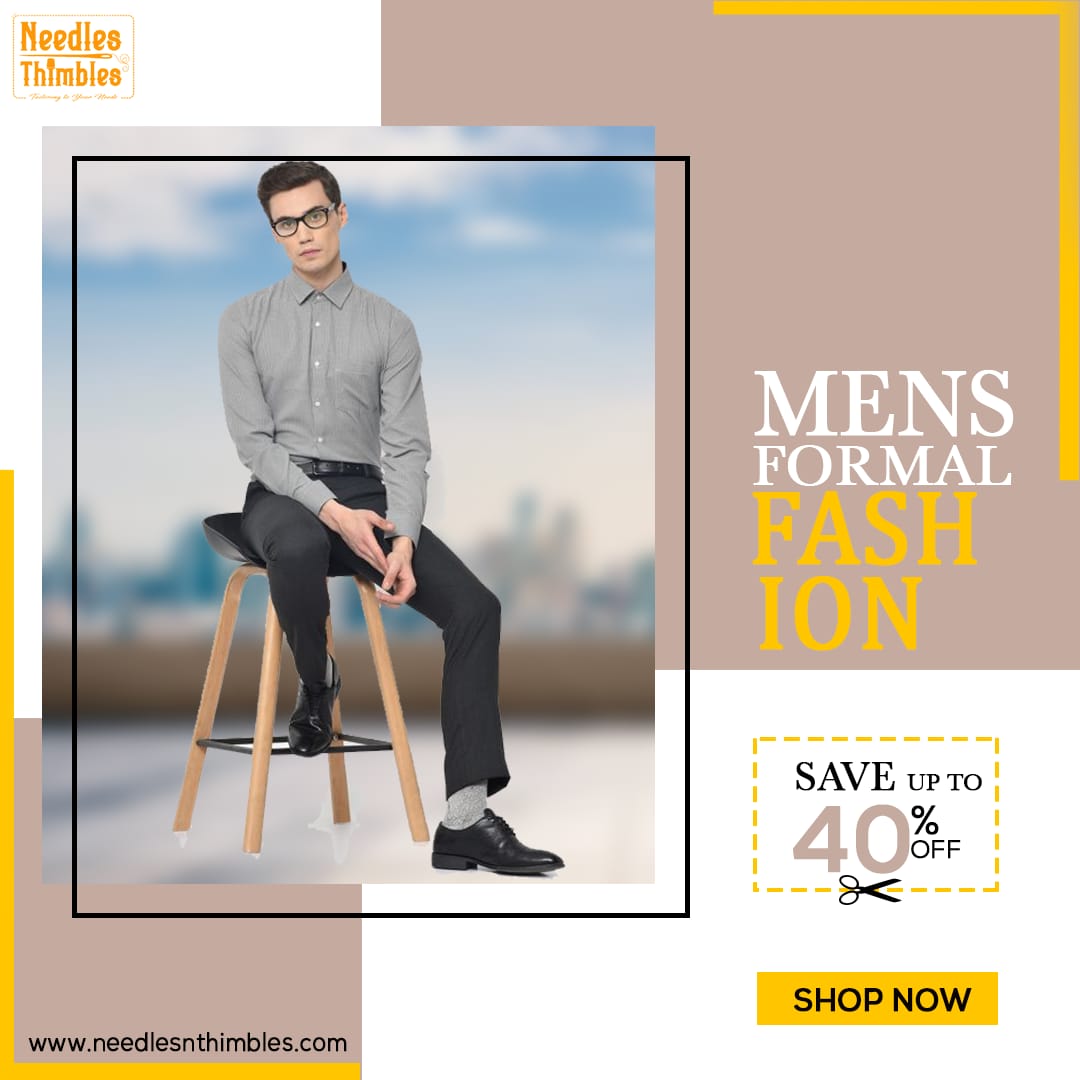 Needles
Thimbles
MENS
FORMAL
FASH
ION
SAVE UP TO
40% OFF
SHOP NOW
www.needlesnthimbles.com